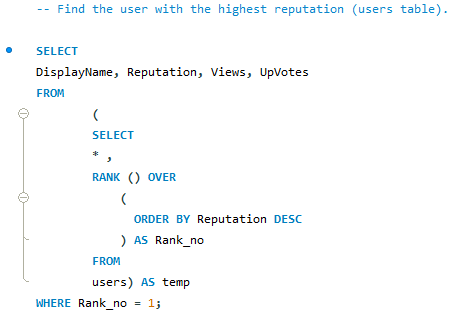 -- Find the user with the highest reputation (users table).
SELECT
DisplayName, Reputation, Views, UpVotes
FROM
(
SELECT
* ,
RANK () OVER
(
ORDER BY Reputation DESC
) AS Rank_no
FROM
users) AS temp
WHERE Rank_no = 1;